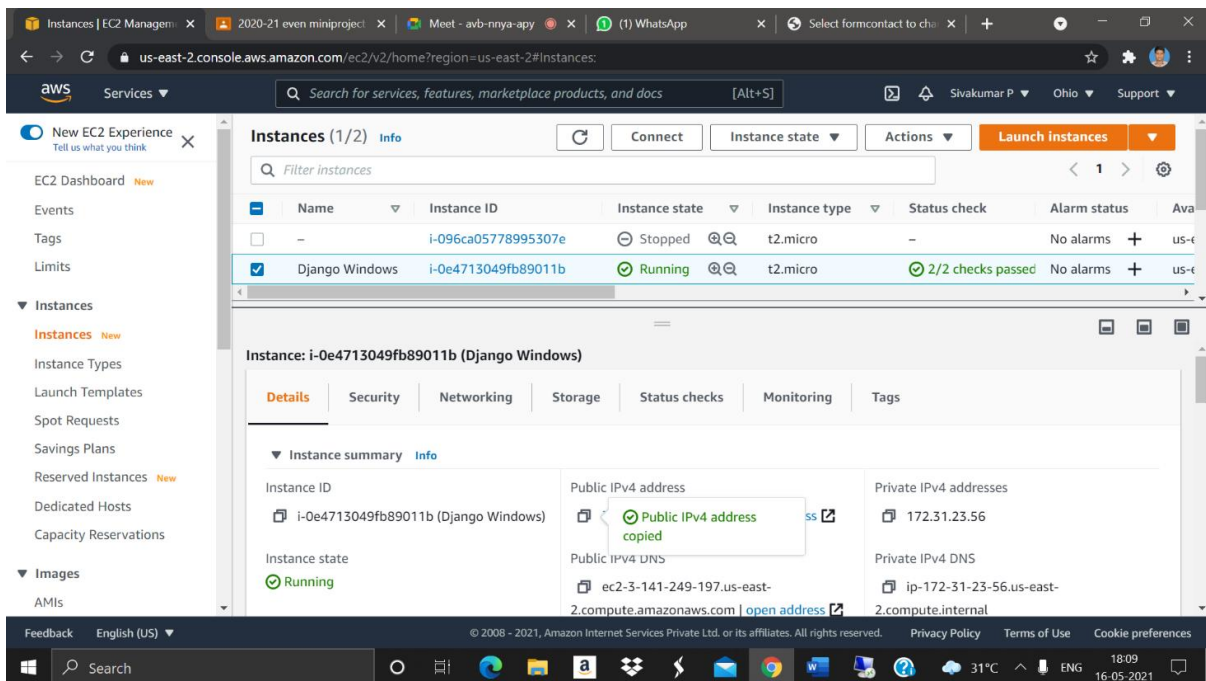 Instances | EC2 Managem
2020-21 even miniproject
Meet - avb-nnya-apy
(1) WhatsApp
Select formcontact to cha
us-east-2.console.aws.amazon.com/ec2/v2/home?region=us-east-2#Instances:
aws
Services
Search for services, features, marketplace products, and docs
[Alt+S]
Sivakumar P
Ohio
Support
New EC2 Experience
Tell us what you think
EC2 Dashboard New
Events
Tags
Limits
Instances
Instances New
Instance Types
Launch Templates
Spot Requests
Savings Plans
Reserved Instances New
Dedicated Hosts
Capacity Reservations
Images
AMIs
Instances (1/2) Info
Connect
Instance state
Actions
Launch instances
Filter instances
1
Name Instance ID Instance state Instance type Status check Alarm status Ava
– i-096ca05778995307e Stopped t2.micro – No alarms + us-e
Django Windows i-0e4713049fb89011b Running t2.micro 2/2 checks passed No alarms + us-e
Instance: i-0e4713049fb89011b (Django Windows)
Details Security Networking Storage Status checks Monitoring Tags
Instance summary Info
Instance ID
i-0e4713049fb89011b (Django Windows)
Public IPv4 address
Public IPv4 address
copied
ss
Private IPv4 addresses
172.31.23.56
Instance state
Running
Public IPv4 DNS
ec2-3-141-249-197.us-east-
2.compute.amazonaws.com | open address
Private IPv4 DNS
ip-172-31-23-56.us-east-
2.compute.internal
Feedback English (US) © 2008 - 2021, Amazon Internet Services Private Ltd. or its affiliates. All rights reserved. Privacy Policy Terms of Use Cookie preferences
Search
31°C
ENG
18:09
16-05-2021